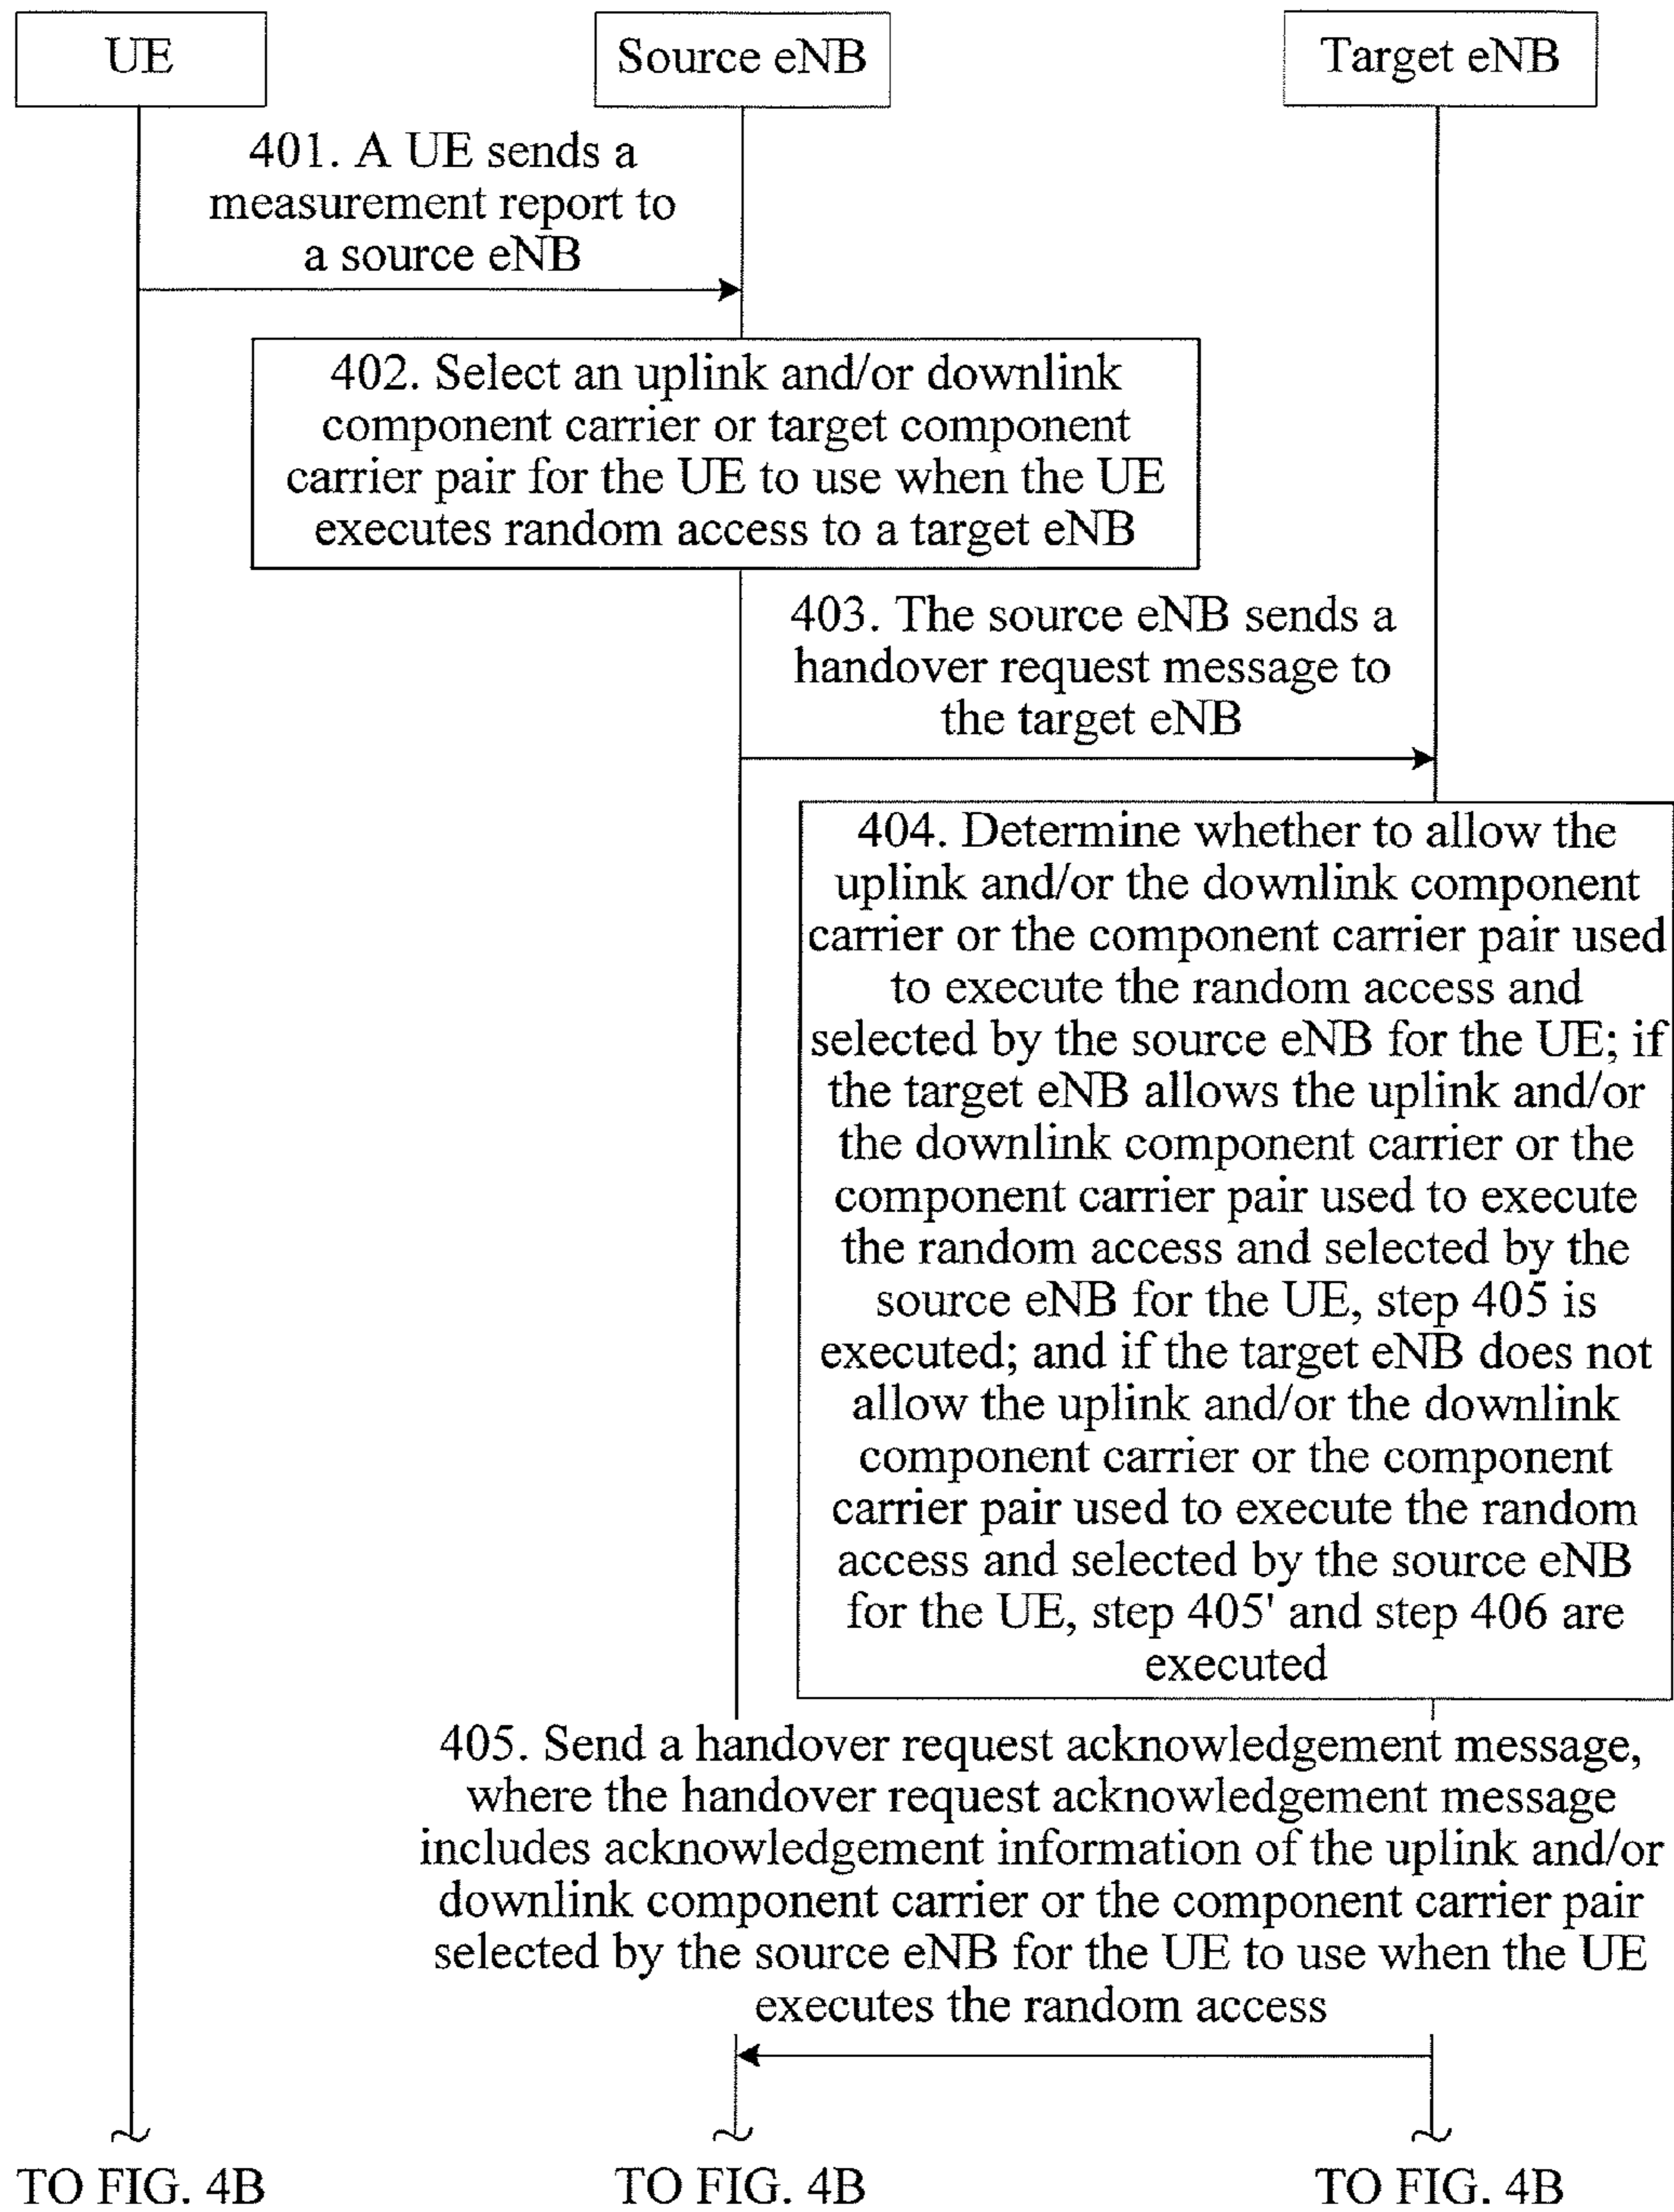 UE
Source eNB
Target eNB
401. A UE sends a
measurement report to
a source eNB
402. Select an uplink and/or downlink
component carrier or target component
carrier pair for the UE to use when the UE
executes random access to a target eNB
403. The source eNB sends a
handover request message to
the target eNB
404. Determine whether to allow the
uplink and/or the downlink component
carrier or the component carrier pair used
to execute the random access and
selected by the source eNB for the UE; if
the target eNB allows the uplink and/or
the downlink component carrier or the
component carrier pair used to execute
the random access and selected by the
source eNB for the UE, step 405 is
executed; and if the target eNB does not
allow the uplink and/or the downlink
component carrier or the component
carrier pair used to execute the random
access and selected by the source eNB
for the UE, step 405' and step 406 are
executed
405. Send a handover request acknowledgement message,
where the handover request acknowledgement message
includes acknowledgement information of the uplink and/or
downlink component carrier or the component carrier pair
selected by the source eNB for the UE to use when the UE
executes the random access
TO FIG. 4B
TO FIG. 4B
TO FIG. 4B